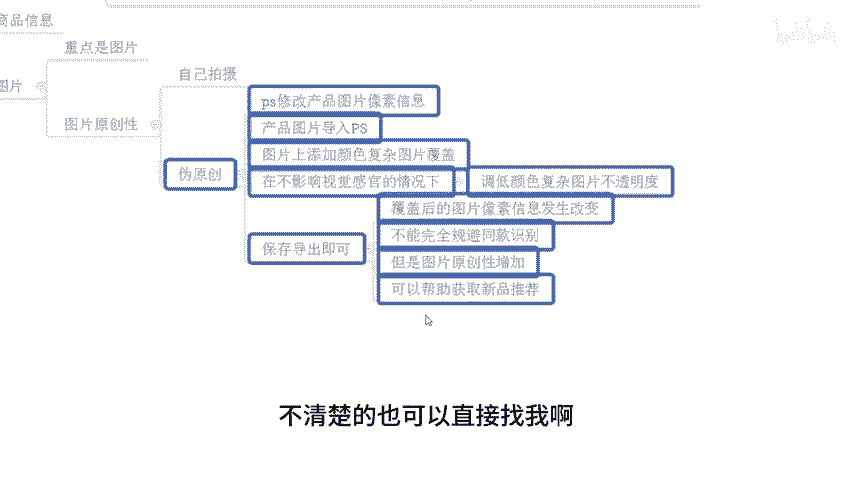 商品信息
重点是图片
图片
自己拍摄
ps修改产品图片像素信息
图片原创性
产品图片导入PS
图片上添加颜色复杂图片覆盖
伪原创
在不影响视觉感官的情况下
调低颜色复杂图片不透明度
覆盖后的图片像素信息发生改变
不能完全规避同款识别
保存导出即可
但是图片原创性增加
可以帮助获取新品推荐
不清楚的也可以直接找我啊